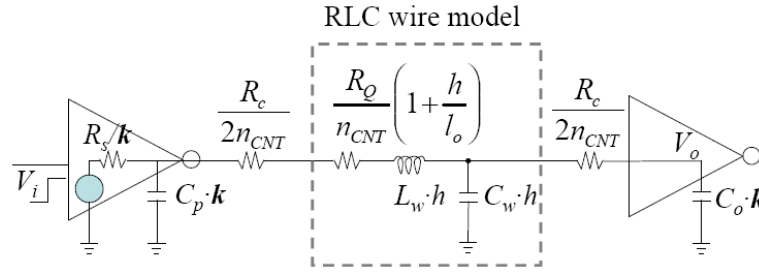 RLC wire model
R_c / 2n_CNT
R_Q / n_CNT (1 + h / l_o)
R_c / 2n_CNT
R_s/k
V_i
C_p·k
L_w·h
C_w·h
V_o
C_o·k